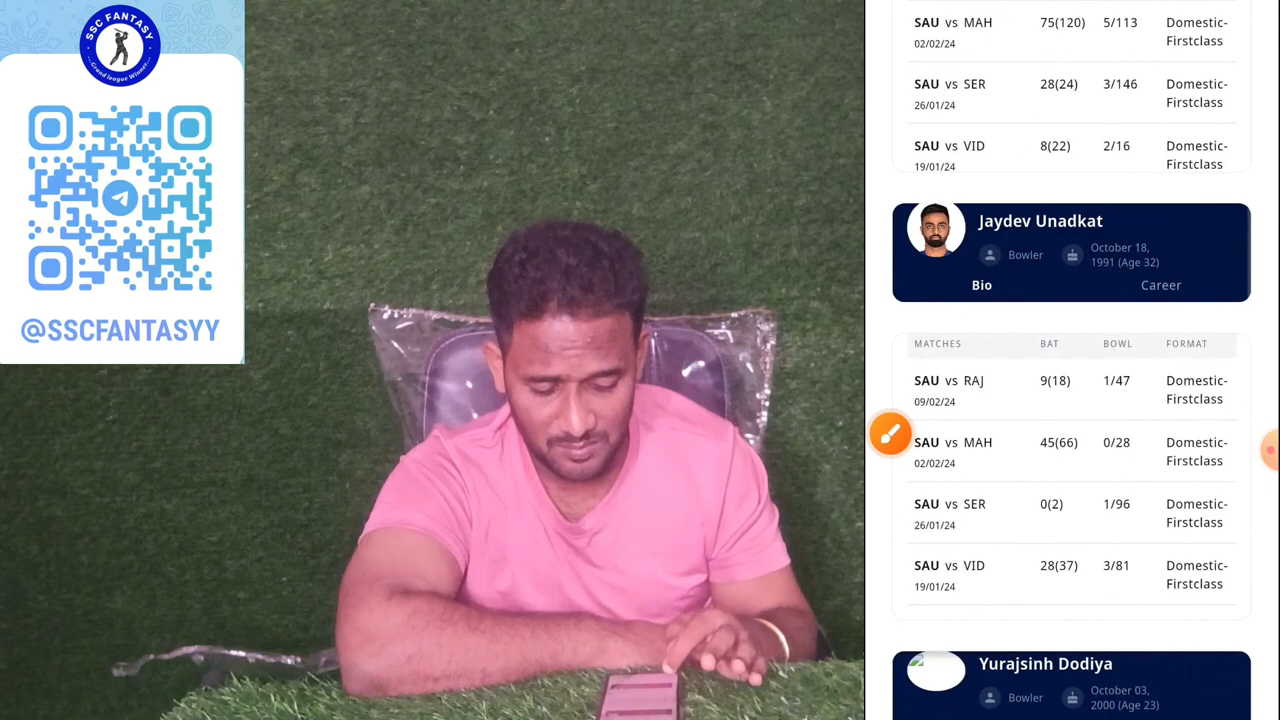 SSC FANTASY
...Grand league Winner...
@SSCFANTASYY
SAU vs MAH 75(120) 5/113 Domestic-
02/02/24 Firstclass
SAU vs SER 28(24) 3/146 Domestic-
26/01/24 Firstclass
SAU vs VID 8(22) 2/16 Domestic-
19/01/24 Firstclass
Jaydev Unadkat
Bowler October 18,
1991 (Age 32)
Bio Career
MATCHES BAT BOWL FORMAT
SAU vs RAJ 9(18) 1/47 Domestic-
09/02/24 Firstclass
SAU vs MAH 45(66) 0/28 Domestic-
02/02/24 Firstclass
SAU vs SER 0(2) 1/96 Domestic-
26/01/24 Firstclass
SAU vs VID 28(37) 3/81 Domestic-
19/01/24 Firstclass
Yurajsinh Dodiya
Bowler October 03,
2000 (Age 23)